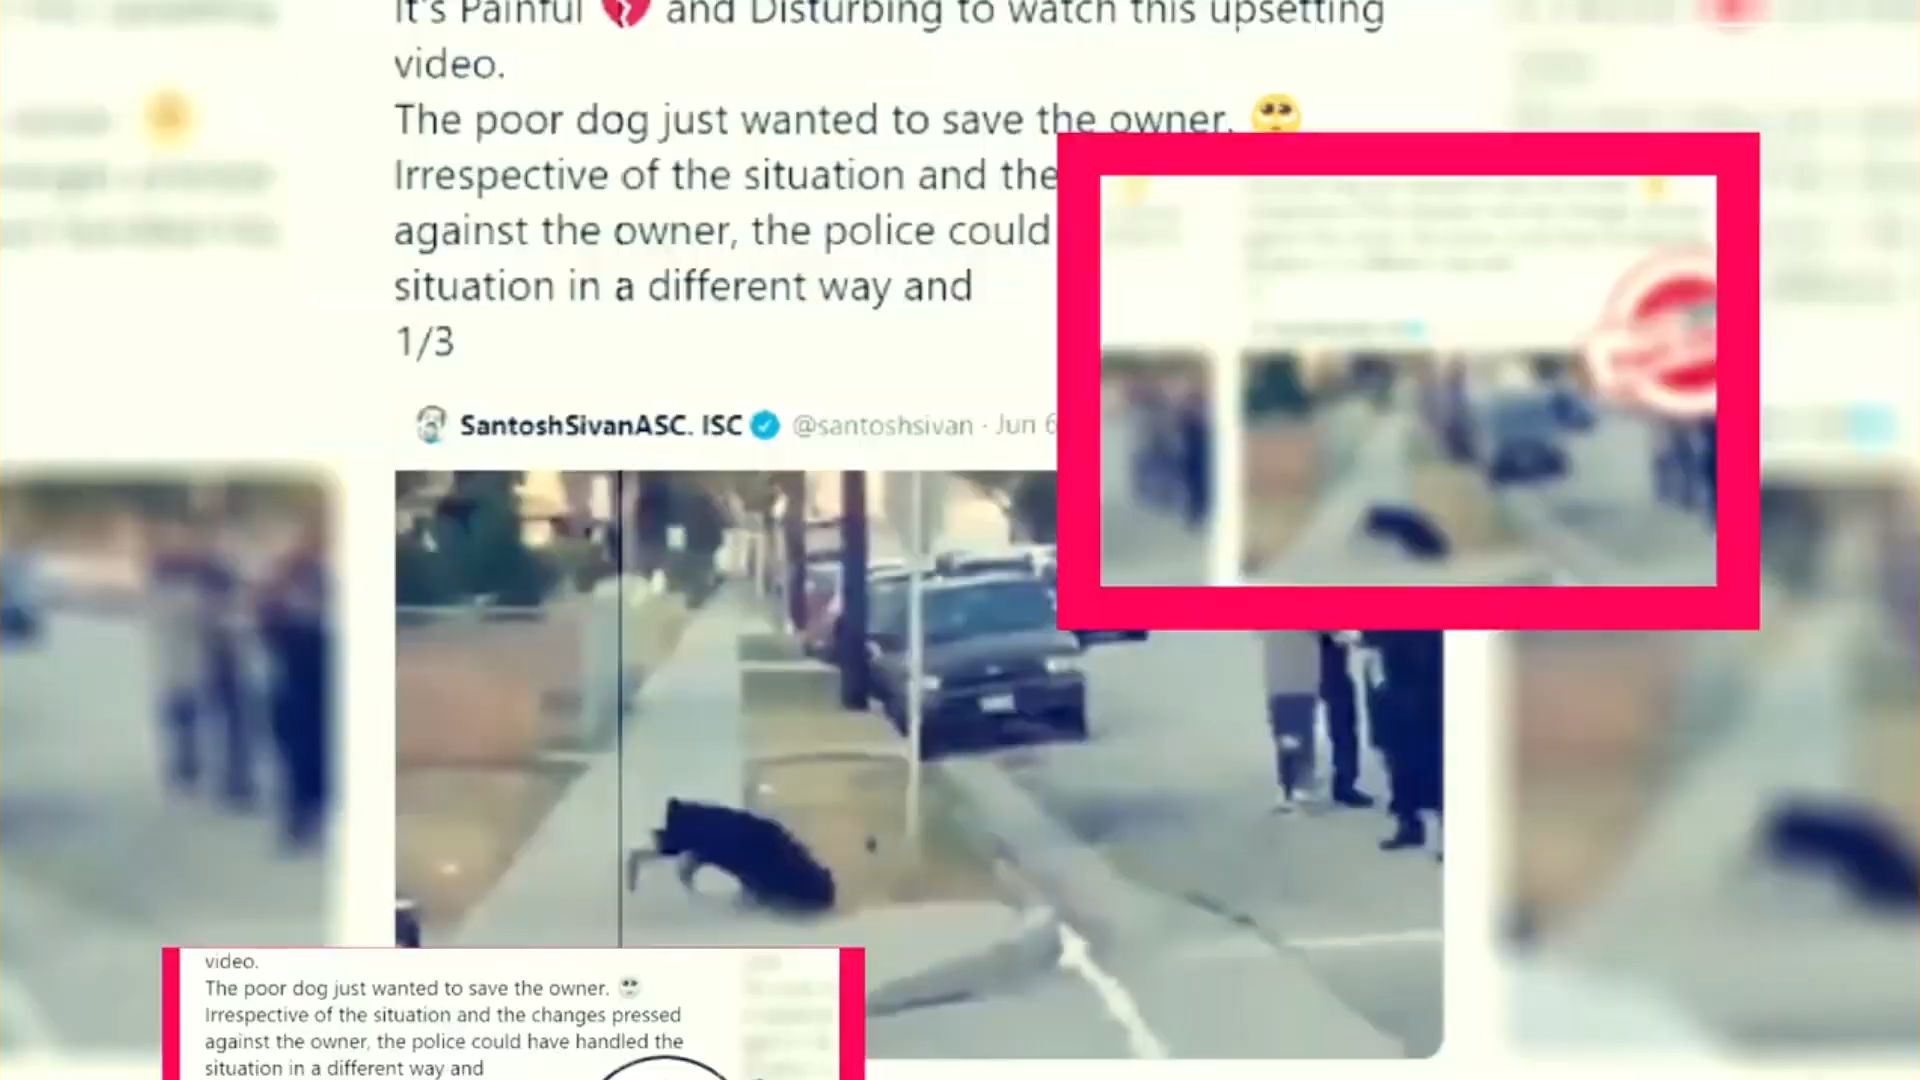 It's Painful 💔 and Disturbing to watch this upsetting
video.
The poor dog just wanted to save the owner. 🥺
Irrespective of the situation and the
against the owner, the police could
situation in a different way and
1/3
SantoshSivanASC. ISC @santoshsivan · Jun 6
video.
The poor dog just wanted to save the owner. 🥺
Irrespective of the situation and the changes pressed
against the owner, the police could have handled the
situation in a different way and